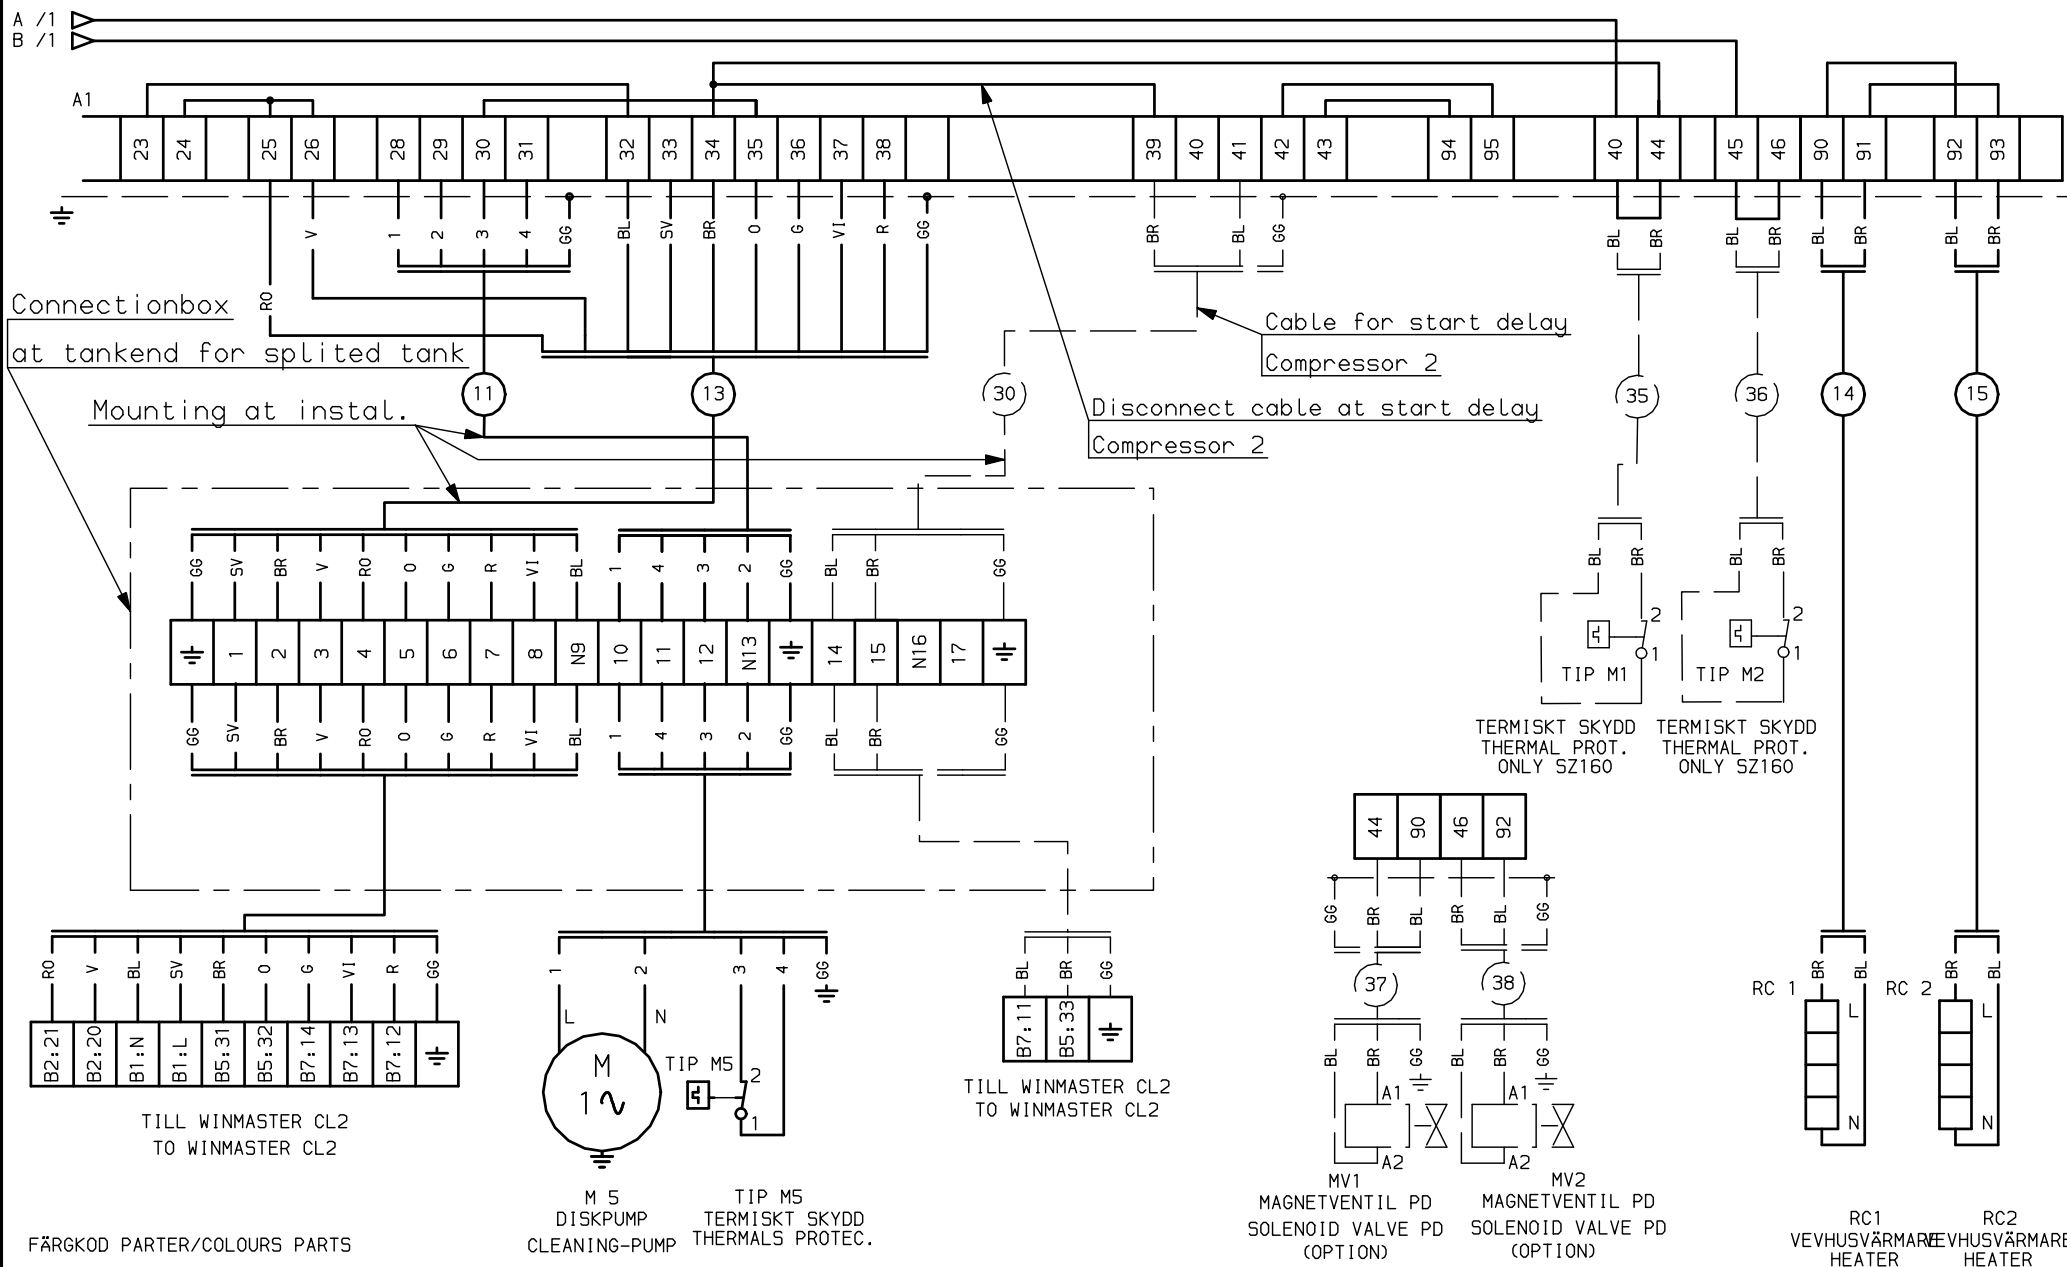 A /1
B /1
A1
23 24 25 26 28 29 30 31 32 33 34 35 36 37 38 39 40 41 42 43 94 95 40 44 45 46 90 91 92 93
V 1 2 3 4 GG BL SV BR O G VI R GG BR BL GG BL BR BL BR BL BR BL BR
RO
Connectionbox
at tankend for splited tank
Cable for start delay
Compressor 2
11 13 30 35 36 14 15
Mounting at instal.
Disconnect cable at start delay
Compressor 2
GG SV BR V RO O G R VI BL 1 4 3 2 GG BL BR GG BL BR BL BR
1 2 3 4 5 6 7 8 N9 10 11 12 N13 14 15 N16 17
2 2
1 1
TIP M1 TIP M2
GG SV BR V RO O G R VI BL 1 4 3 2 GG BL BR GG
TERMISKT SKYDD
THERMAL PROT.
ONLY SZ160
TERMISKT SKYDD
THERMAL PROT.
ONLY SZ160
44 90 46 92
GG BR BL BR BL GG
RO V BL SV BR O G VI R GG 1 2 3 4 GG BL BR GG
37 38
BR BL BR BL
RC 1 RC 2
L N
L L
B2:21 B2:20 B1:N B1:L B5:31 B5:32 B7:14 B7:13 B7:12
B7:11 B5:33
BL BR GG BL BR GG
M
1
TIP M5
2
1
A1 A1
A2 A2
N N
TILL WINMASTER CL2
TO WINMASTER CL2
TILL WINMASTER CL2
TO WINMASTER CL2
M 5
DISKPUMP
CLEANING-PUMP
TIP M5
TERMISKT SKYDD
THERMALS PROTEC.
MV1
MAGNETVENTIL PD
SOLENOID VALVE PD
(OPTION)
MV2
MAGNETVENTIL PD
SOLENOID VALVE PD
(OPTION)
RC1
VEVHUSVÄRMARE
HEATER
RC2
VEVHUSVÄRMARE
HEATER
FÄRGKOD PARTER/COLOURS PARTS